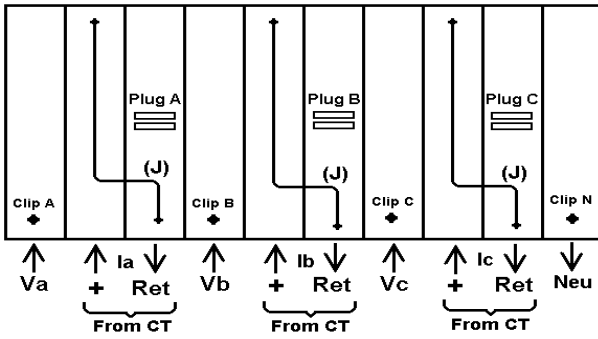 Plug A Plug B Plug C
(J) (J) (J)
Clip A Clip B Clip C Clip N
Ia Ib Ic
Va + Ret Vb + Ret Vc + Ret Neu
From CT From CT From CT